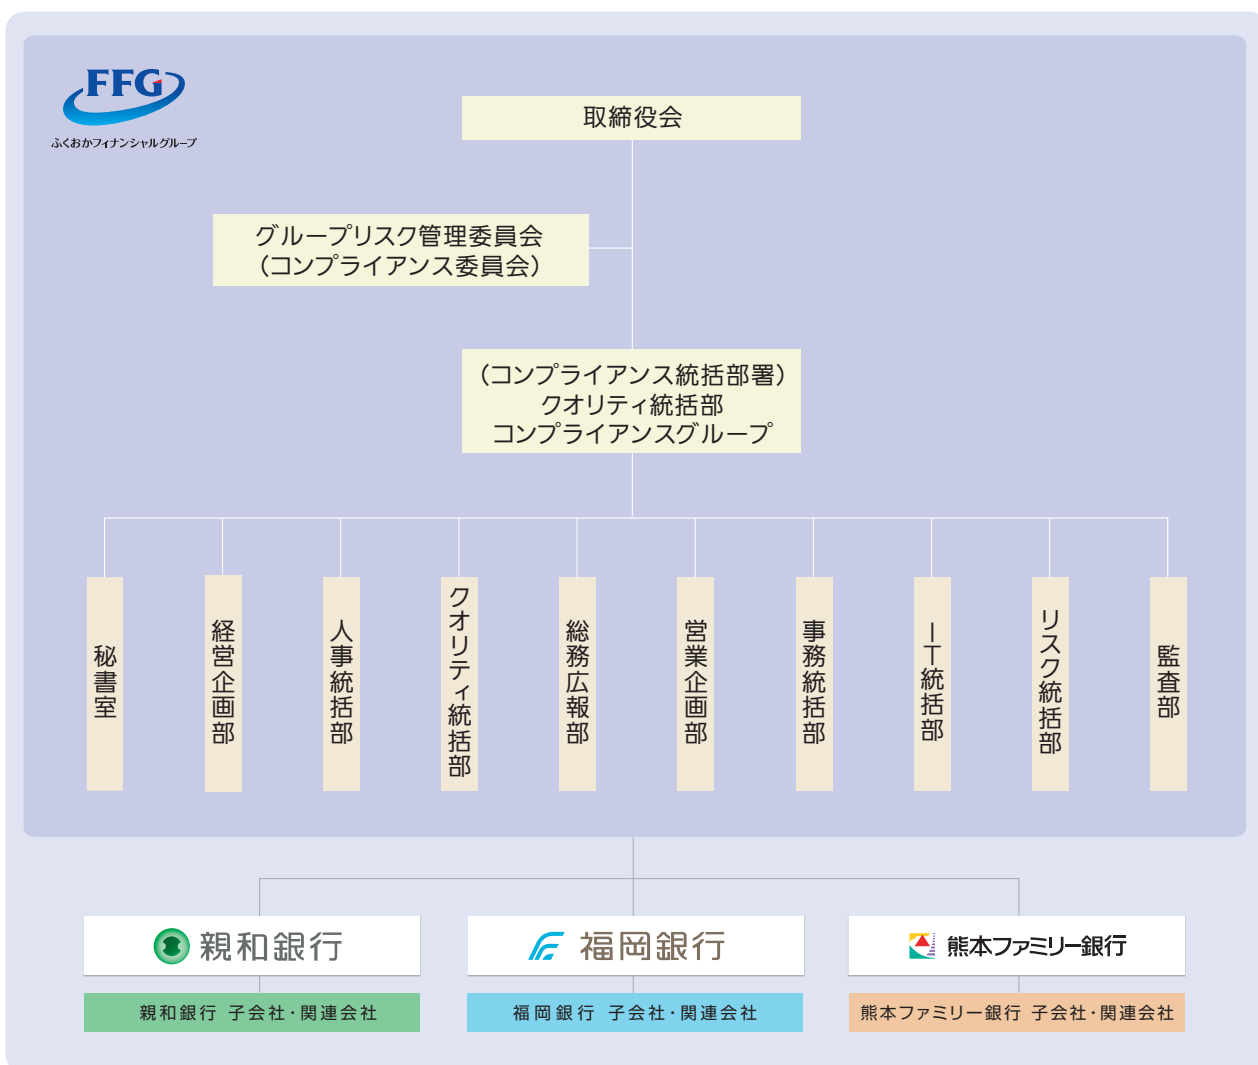 FFG
ふくおかフィナンシャルグループ
取締役会
グループリスク管理委員会
（コンプライアンス委員会）
（コンプライアンス統括部署）
クオリティ統括部
コンプライアンスグループ
秘書室
経営企画部
人事統括部
クオリティ統括部
総務広報部
営業企画部
事務統括部
IT統括部
リスク統括部
監査部
親和銀行
福岡銀行
熊本ファミリー銀行
親和銀行 子会社・関連会社
福岡銀行 子会社・関連会社
熊本ファミリー銀行 子会社・関連会社